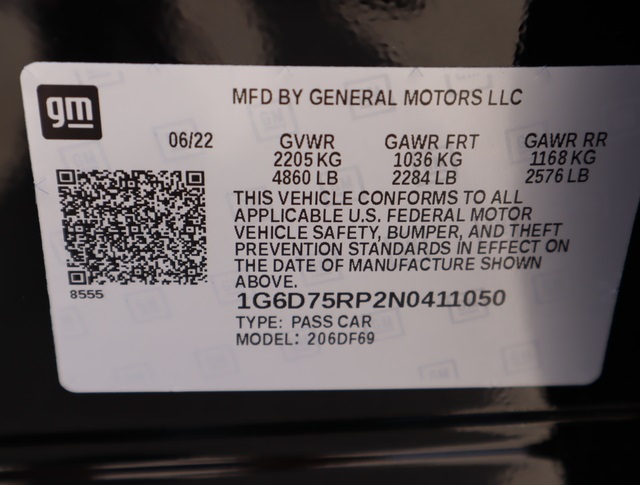 gm
MFD BY GENERAL MOTORS LLC
06/22 GVWR GAWR FRT GAWR RR
2205 KG 1036 KG 1168 KG
4860 LB 2284 LB 2576 LB
THIS VEHICLE CONFORMS TO ALL
APPLICABLE U.S. FEDERAL MOTOR
VEHICLE SAFETY, BUMPER, AND THEFT
PREVENTION STANDARDS IN EFFECT ON
THE DATE OF MANUFACTURE SHOWN
ABOVE.
8555
1G6D75RP2N0411050
TYPE: PASS CAR
MODEL: 206DF69